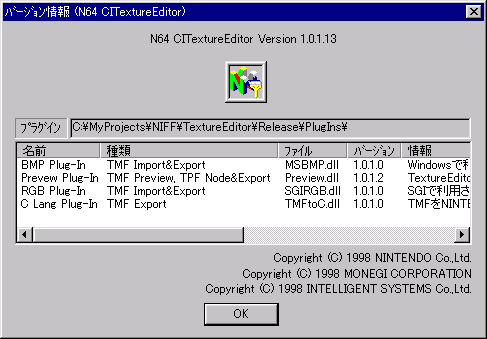 バージョン情報 (N64 CITextureEditor)
N64 CITextureEditor Version 1.0.1.13
プラグイン C:¥MyProjects¥NIFF¥TextureEditor¥Release¥PlugIns¥
名前 種類 ファイル バージョン 情報
BMP Plug-In TMF Import&Export MSBMP.dll 1.0.1.0 Windowsで利
Prevew Plug-In TMF Preview, TPF Node&Export Preview.dll 1.0.1.2 TextureEdito
RGB Plug-In TMF Import&Export SGIRGB.dll 1.0.1.0 SGIで利用さ
C Lang Plug-In TMF Export TMFtoC.dll 1.0.1.0 TMFをNINTE
Copyright (C) 1998 NINTENDO Co.,Ltd.
Copyright (C) 1998 MONEGI CORPORATION
Copyright (C) 1998 INTELLIGENT SYSTEMS Co.,Ltd.
OK